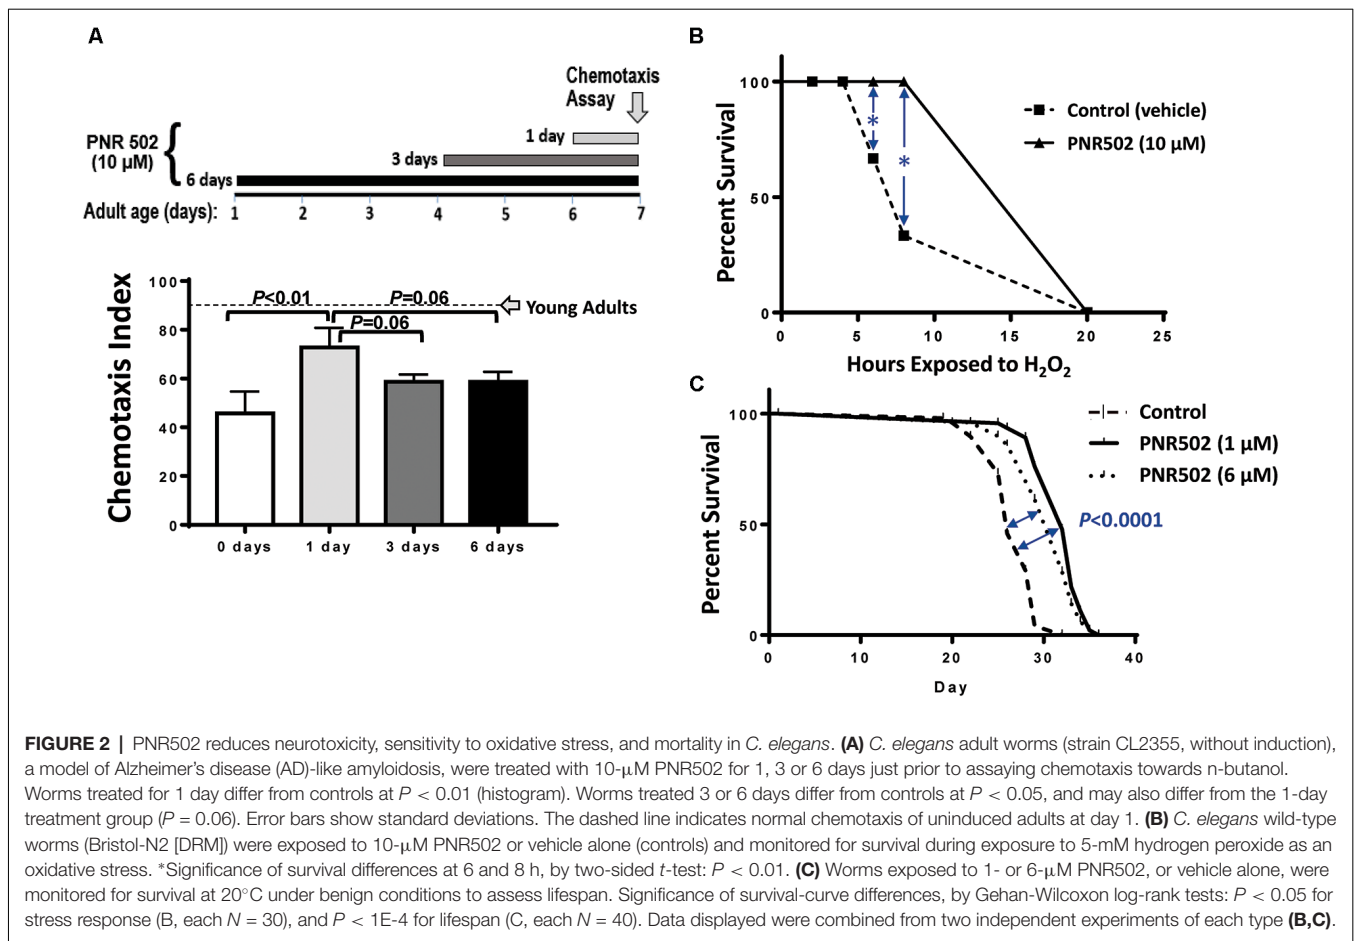 A
Chemotaxis
Assay
PNR 502
(10 µM)
1 day
3 days
6 days
Adult age (days): 1 2 3 4 5 6 7
Chemotaxis Index
100
80
60
40
20
0
P<0.01
P=0.06
P=0.06
Young Adults
0 days 1 day 3 days 6 days
B
Percent Survival
100
50
0
0 5 10 15 20 25
Hours Exposed to H₂O₂
*
*
Control (vehicle)
PNR502 (10 µM)
C
Percent Survival
100
50
0
0 10 20 30 40
Day
Control
PNR502 (1 µM)
PNR502 (6 µM)
P<0.0001
FIGURE 2 | PNR502 reduces neurotoxicity, sensitivity to oxidative stress, and mortality in C. elegans. (A) C. elegans adult worms (strain CL2355, without induction),
a model of Alzheimer's disease (AD)-like amyloidosis, were treated with 10-µM PNR502 for 1, 3 or 6 days just prior to assaying chemotaxis towards n-butanol.
Worms treated for 1 day differ from controls at P < 0.01 (histogram). Worms treated 3 or 6 days differ from controls at P < 0.05, and may also differ from the 1-day
treatment group (P = 0.06). Error bars show standard deviations. The dashed line indicates normal chemotaxis of uninduced adults at day 1. (B) C. elegans wild-type
worms (Bristol-N2 [DRM]) were exposed to 10-µM PNR502 or vehicle alone (controls) and monitored for survival during exposure to 5-mM hydrogen peroxide as an
oxidative stress. *Significance of survival differences at 6 and 8 h, by two-sided t-test: P < 0.01. (C) Worms exposed to 1- or 6-µM PNR502, or vehicle alone, were
monitored for survival at 20°C under benign conditions to assess lifespan. Significance of survival-curve differences, by Gehan-Wilcoxon log-rank tests: P < 0.05 for
stress response (B, each N = 30), and P < 1E-4 for lifespan (C, each N = 40). Data displayed were combined from two independent experiments of each type (B,C).